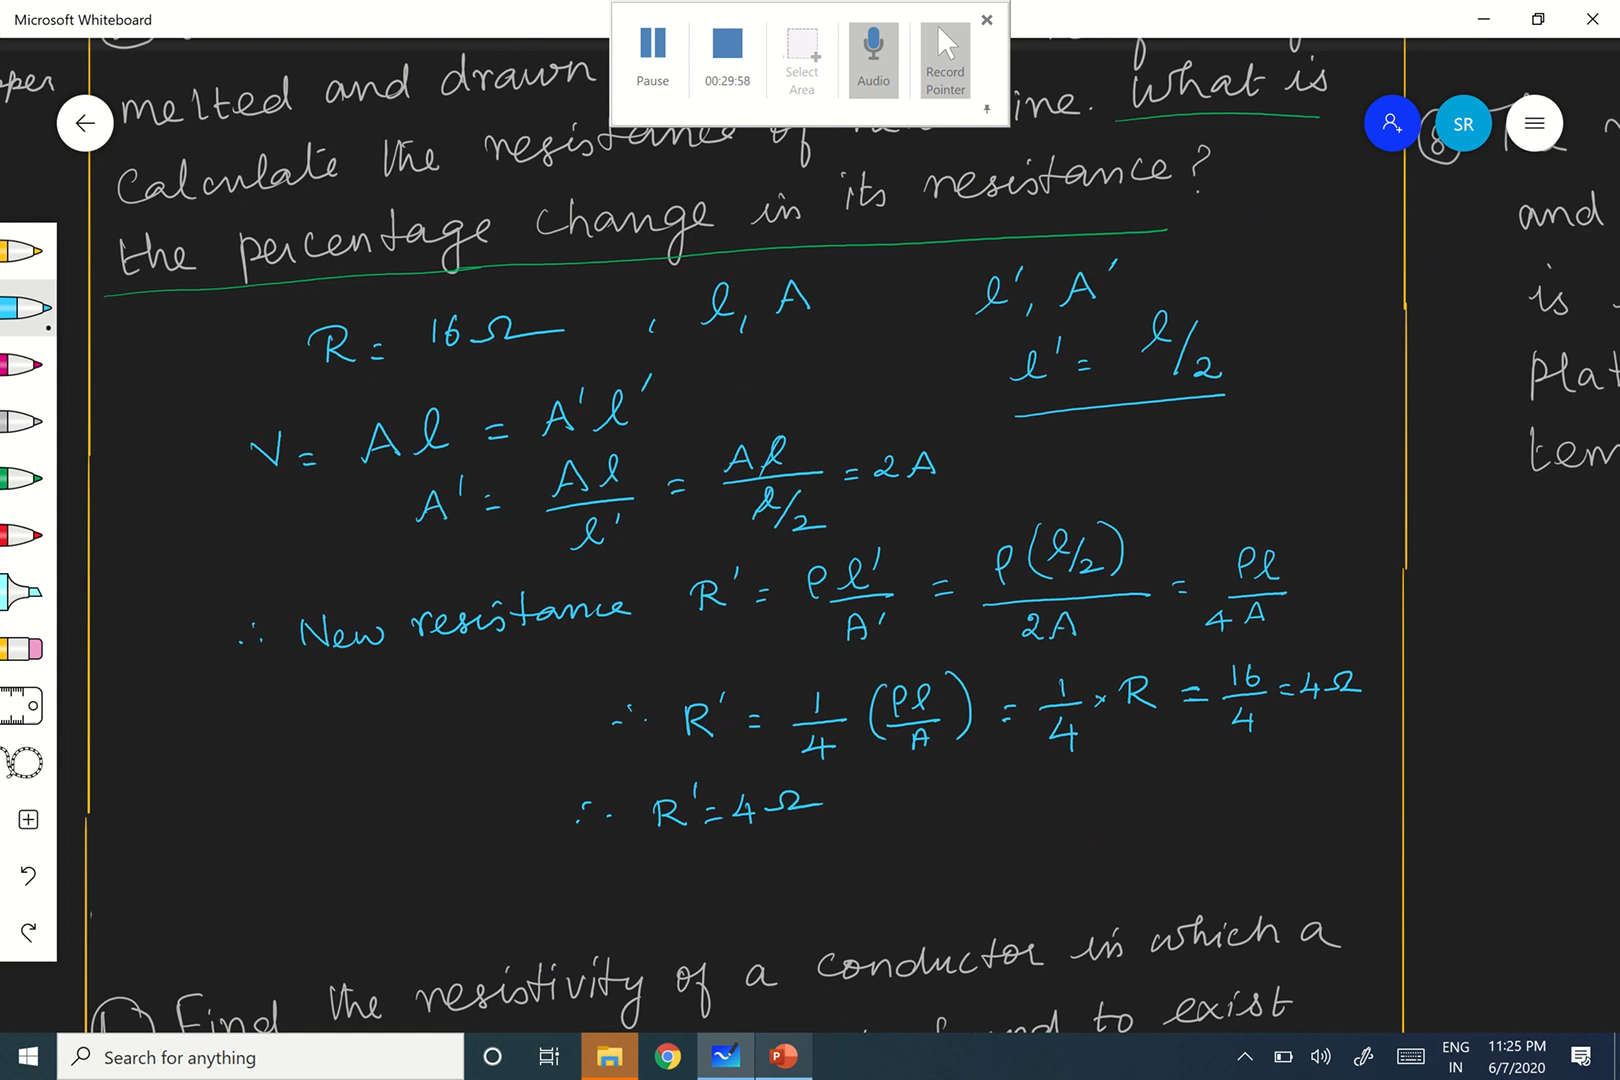 Microsoft Whiteboard
Pause
00:29:58
Select Area
Audio
Record Pointer
pper
melted and drawn
ine. What is
Calculate the resistance of
the percentage change in its resistance?
SR
8
and
is
plat
tem
R = 16Ω , l, A
l', A'
l' = l/2
V = Al = A'l'
A' = Al/l' = Al/l/2 = 2A
∴ New resistance R' = ρl'/A' = ρ(l/2)/2A = ρl/4A
∴ R' = 1/4 (ρl/A) = 1/4 × R = 16/4 = 4Ω
∴ R' = 4Ω
Find the resistivity of a conductor in which a
to exist
Search for anything
ENG
IN
11:25 PM
6/7/2020